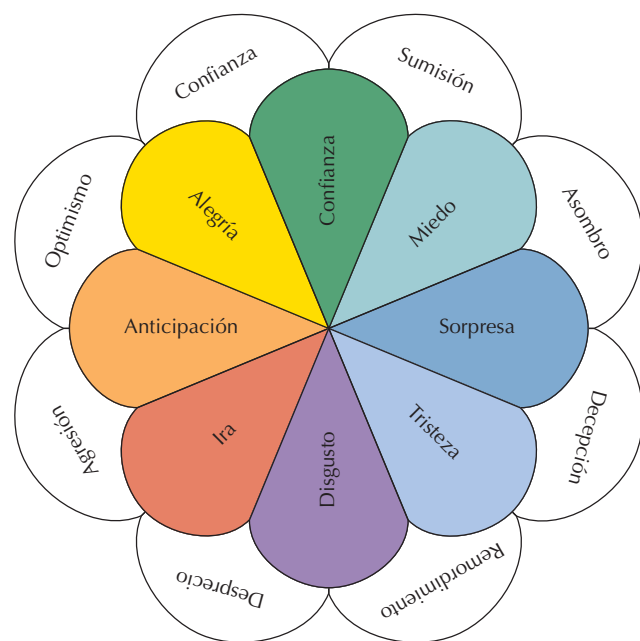 Confianza
Sumisión
Optimismo
Asombro
Confianza
Alegría
Miedo
Anticipación
Sorpresa
Ira
Tristeza
Disgusto
Agresión
Decepción
Desprecio
Remordimiento